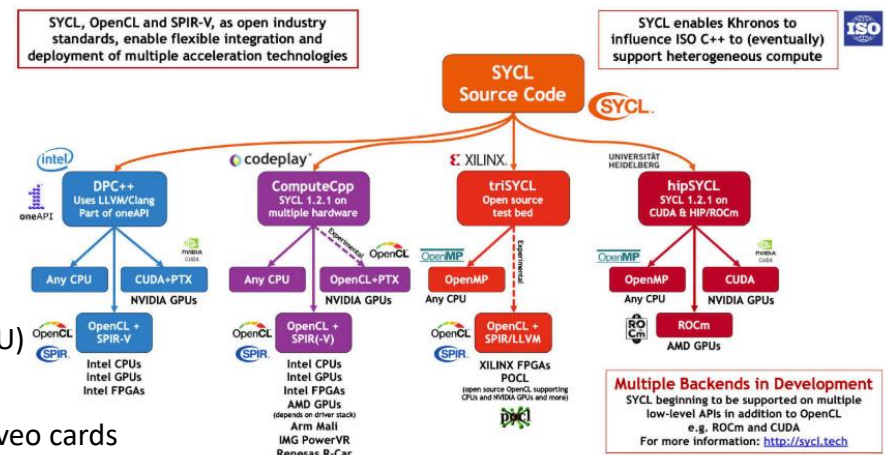 SYCL, OpenCL and SPIR-V, as open industry
standards, enable flexible integration and
deployment of multiple acceleration technologies
SYCL enables Khronos to
influence ISO C++ to (eventually)
support heterogeneous compute
ISO
SYCL
Source Code
SYCL
intel
oneAPI
DPC++
Uses LLVM/Clang
Part of oneAPI
nVIDIA
CUDA
Any CPU
CUDA+PTX
NVIDIA GPUs
OpenCL
SPIR
OpenCL +
SPIR-V
Intel CPUs
Intel GPUs
Intel FPGAs
codeplay
ComputeCpp
SYCL 1.2.1 on
multiple hardware
Experimental
OpenCL
Any CPU
OpenCL+PTX
NVIDIA GPUs
OpenCL
SPIR
OpenCL +
SPIR(-V)
Intel CPUs
Intel GPUs
Intel FPGAs
AMD GPUs
(depends on driver stack)
Arm Mali
IMG PowerVR
Renesas R-Car
XILINX
triSYCL
Open source
test bed
Experimental
OpenMP
OpenMP
Any CPU
OpenCL
SPIR
OpenCL +
SPIR/LLVM
XILINX FPGAs
POCL
(open source OpenCL supporting
CPUs and NVIDIA GPUs and more)
pocl
UNIVERSITÄT
HEIDELBERG
hipSYCL
SYCL 1.2.1 on
CUDA & HIP/ROCm
OpenMP
nVIDIA
CUDA
OpenMP
Any CPU
CUDA
NVIDIA GPUs
ROCm
ROCm
AMD GPUs
Multiple Backends in Development
SYCL beginning to be supported on multiple
low-level APIs in addition to OpenCL
e.g. ROCm and CUDA
For more information: http://sycl.tech
U)
veo cards